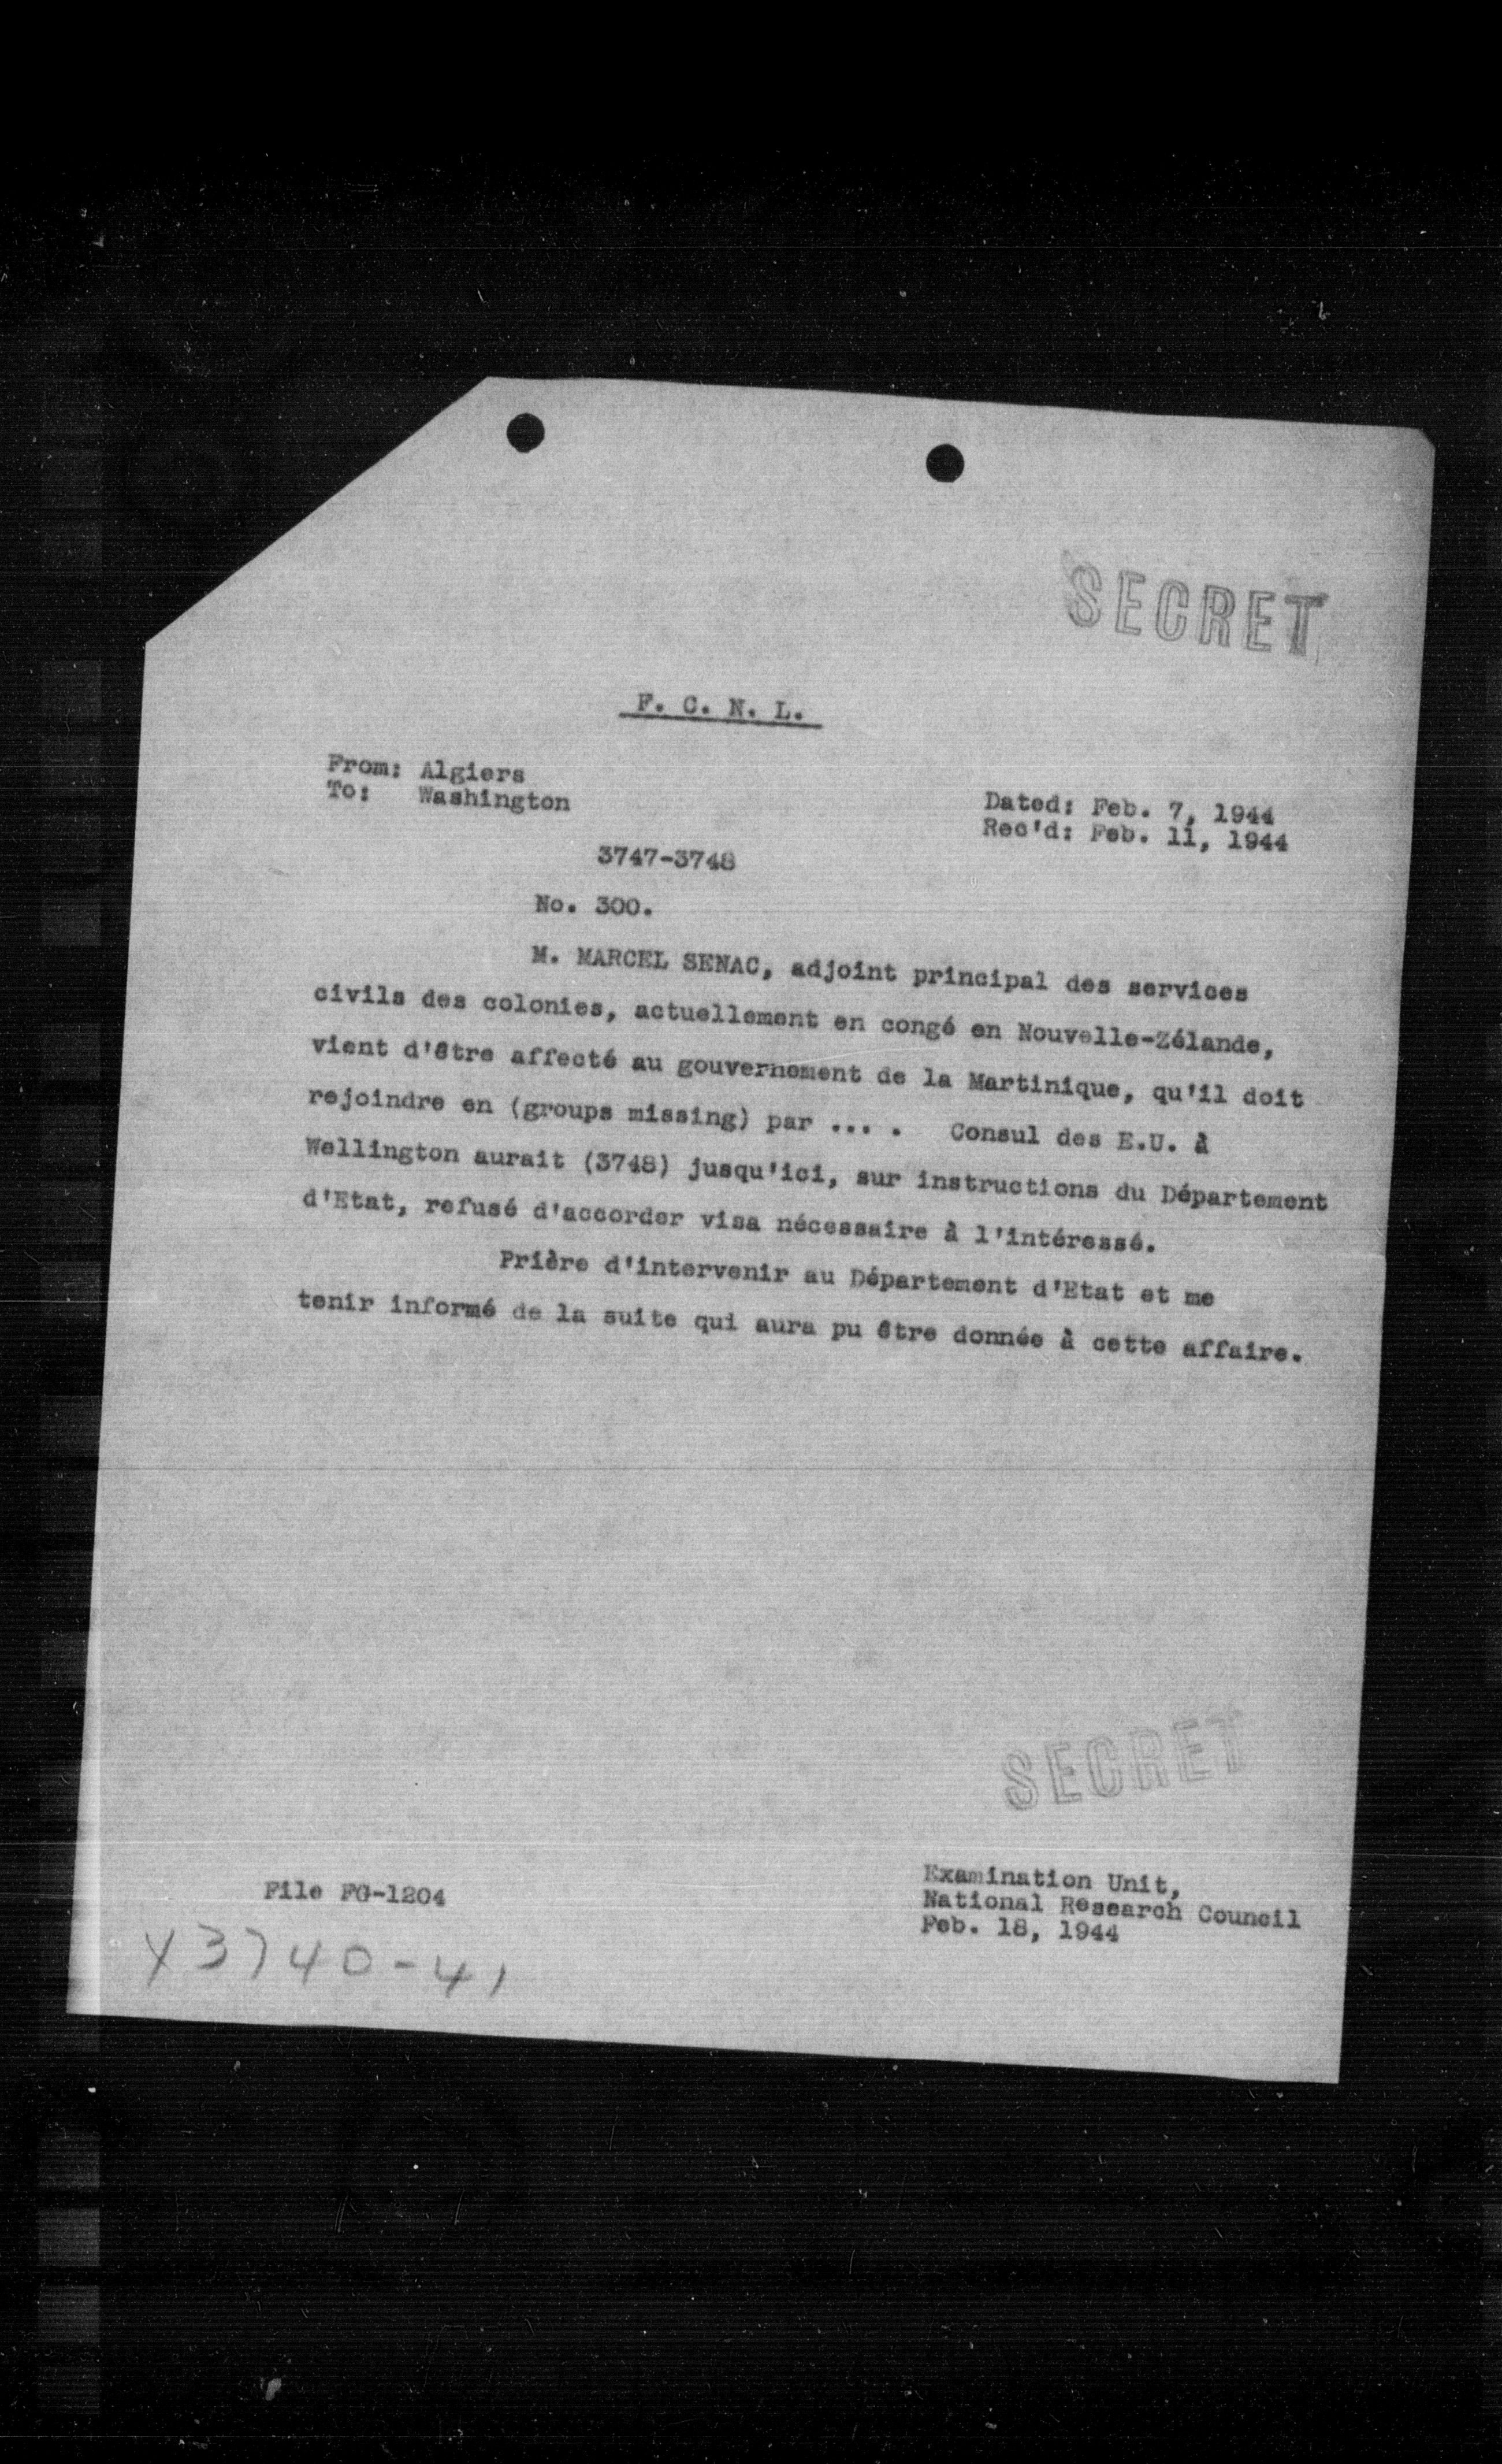 SECRET
F. C. N. L.
From: Algiers
To: Washington
Dated: Feb. 7, 1944
Rec'd: Feb. 11, 1944
3747-3748
No. 300.
M. MARCEL SENAC, adjoint principal des services
civils des colonies, actuellement en congé en Nouvelle-Zélande,
vient d'être affecté au gouvernement de la Martinique, qu'il doit
rejoindre en (groups missing) par ... . Consul des E.U. à
Wellington aurait (3748) jusqu'ici, sur instructions du Département
d'Etat, refusé d'accorder visa nécessaire à l'intéressé.
Prière d'intervenir au Département d'Etat et me
tenir informé de la suite qui aura pu être donnée à cette affaire.
SECRET
File FG-1204
Examination Unit,
National Research Council
Feb. 18, 1944
Y3740-41